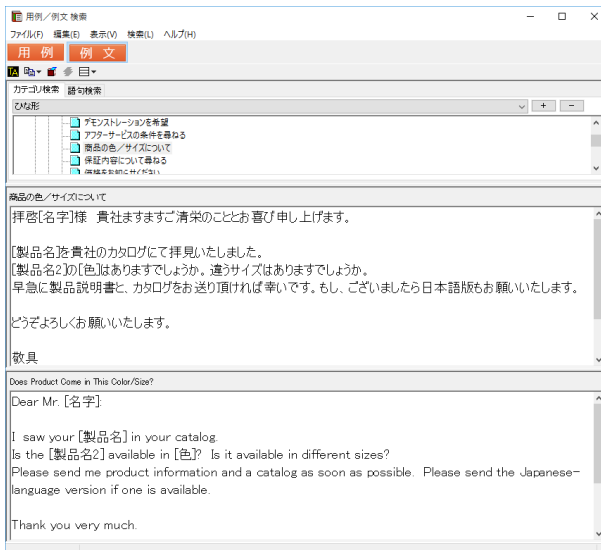 用例／例文 検索
ファイル(F) 編集(E) 表示(V) 検索(L) ヘルプ(H)
用 例 例 文
カテゴリ検索 語句検索
ひな形
デモンストレーションを希望
アフターサービスの条件を尋ねる
商品の色／サイズについて
保証内容について尋ねる
価格をお知らせください
商品の色／サイズについて
拝啓[名字]様 貴社ますますご清栄のこととお喜び申し上げます。
[製品名]を貴社のカタログにて拝見いたしました。
[製品名2]の[色]はありますでしょうか。違うサイズはありますでしょうか。
早急に製品説明書と、カタログをお送り頂ければ幸いです。もし、ございましたら日本語版もお願いいたします。
どうぞよろしくお願いいたします。
敬具
Does Product Come in This Color/Size?
Dear Mr. [名字]:
I saw your [製品名] in your catalog.
Is the [製品名2] available in [色]? Is it available in different sizes?
Please send me product information and a catalog as soon as possible. Please send the Japanese-
language version if one is available.
Thank you very much.